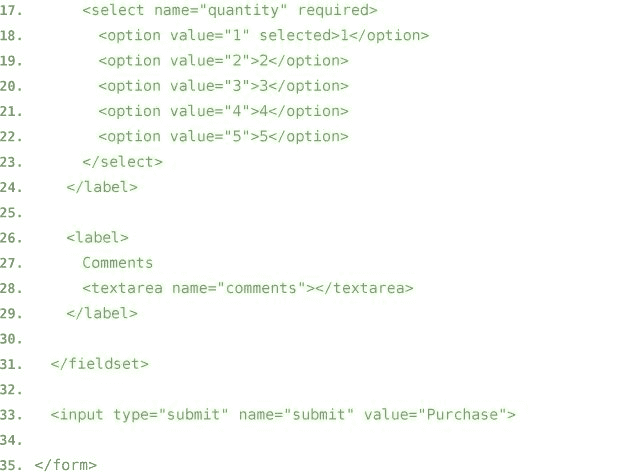 17. <select name="quantity" required>
18. <option value="1" selected>1</option>
19. <option value="2">2</option>
20. <option value="3">3</option>
21. <option value="4">4</option>
22. <option value="5">5</option>
23. </select>
24. </label>
25.
26. <label>
27. Comments
28. <textarea name="comments"></textarea>
29. </label>
30.
31. </fieldset>
32.
33. <input type="submit" name="submit" value="Purchase">
34.
35. </form>